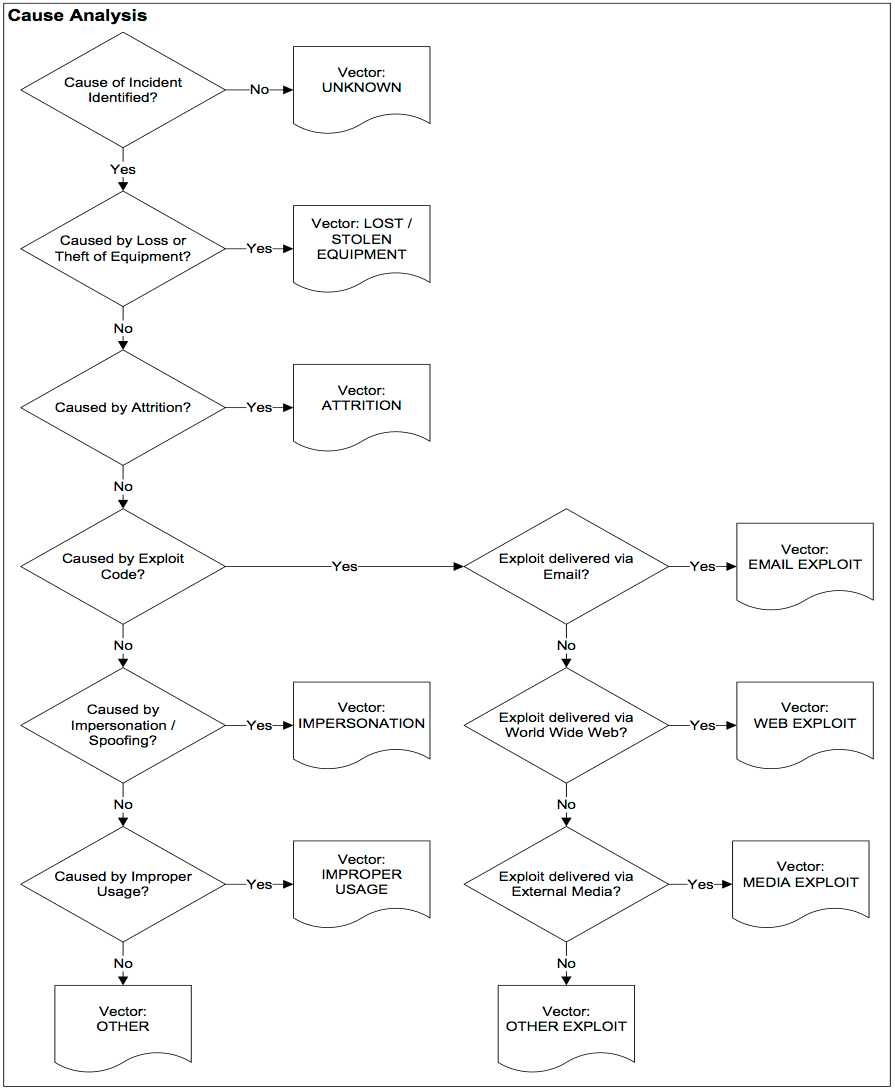 Cause Analysis
Cause of Incident
Identified?
No
Vector:
UNKNOWN
Yes
Caused by Loss or
Theft of Equipment?
Yes
Vector: LOST /
STOLEN
EQUIPMENT
No
Caused by Attrition?
Yes
Vector:
ATTRITION
No
Caused by Exploit
Code?
Yes
Exploit delivered via
Email?
Yes
Vector:
EMAIL EXPLOIT
No
No
Caused by
Impersonation /
Spoofing?
Yes
Vector:
IMPERSONATION
Exploit delivered via
World Wide Web?
Yes
Vector:
WEB EXPLOIT
No
No
Caused by Improper
Usage?
Yes
Vector:
IMPROPER
USAGE
Exploit delivered via
External Media?
Yes
Vector:
MEDIA EXPLOIT
No
No
Vector:
OTHER
Vector:
OTHER EXPLOIT